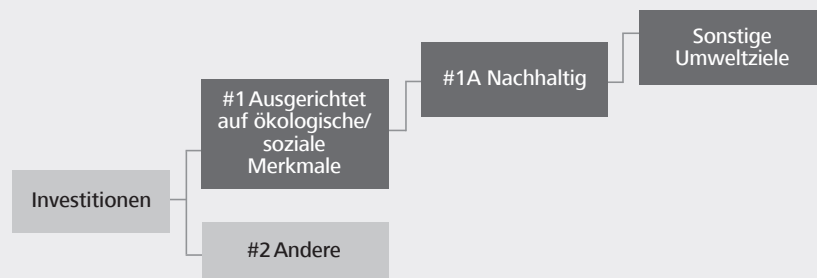 Sonstige
Umweltziele
#1A Nachhaltig
#1 Ausgerichtet
auf ökologische/
soziale
Merkmale
Investitionen
#2 Andere